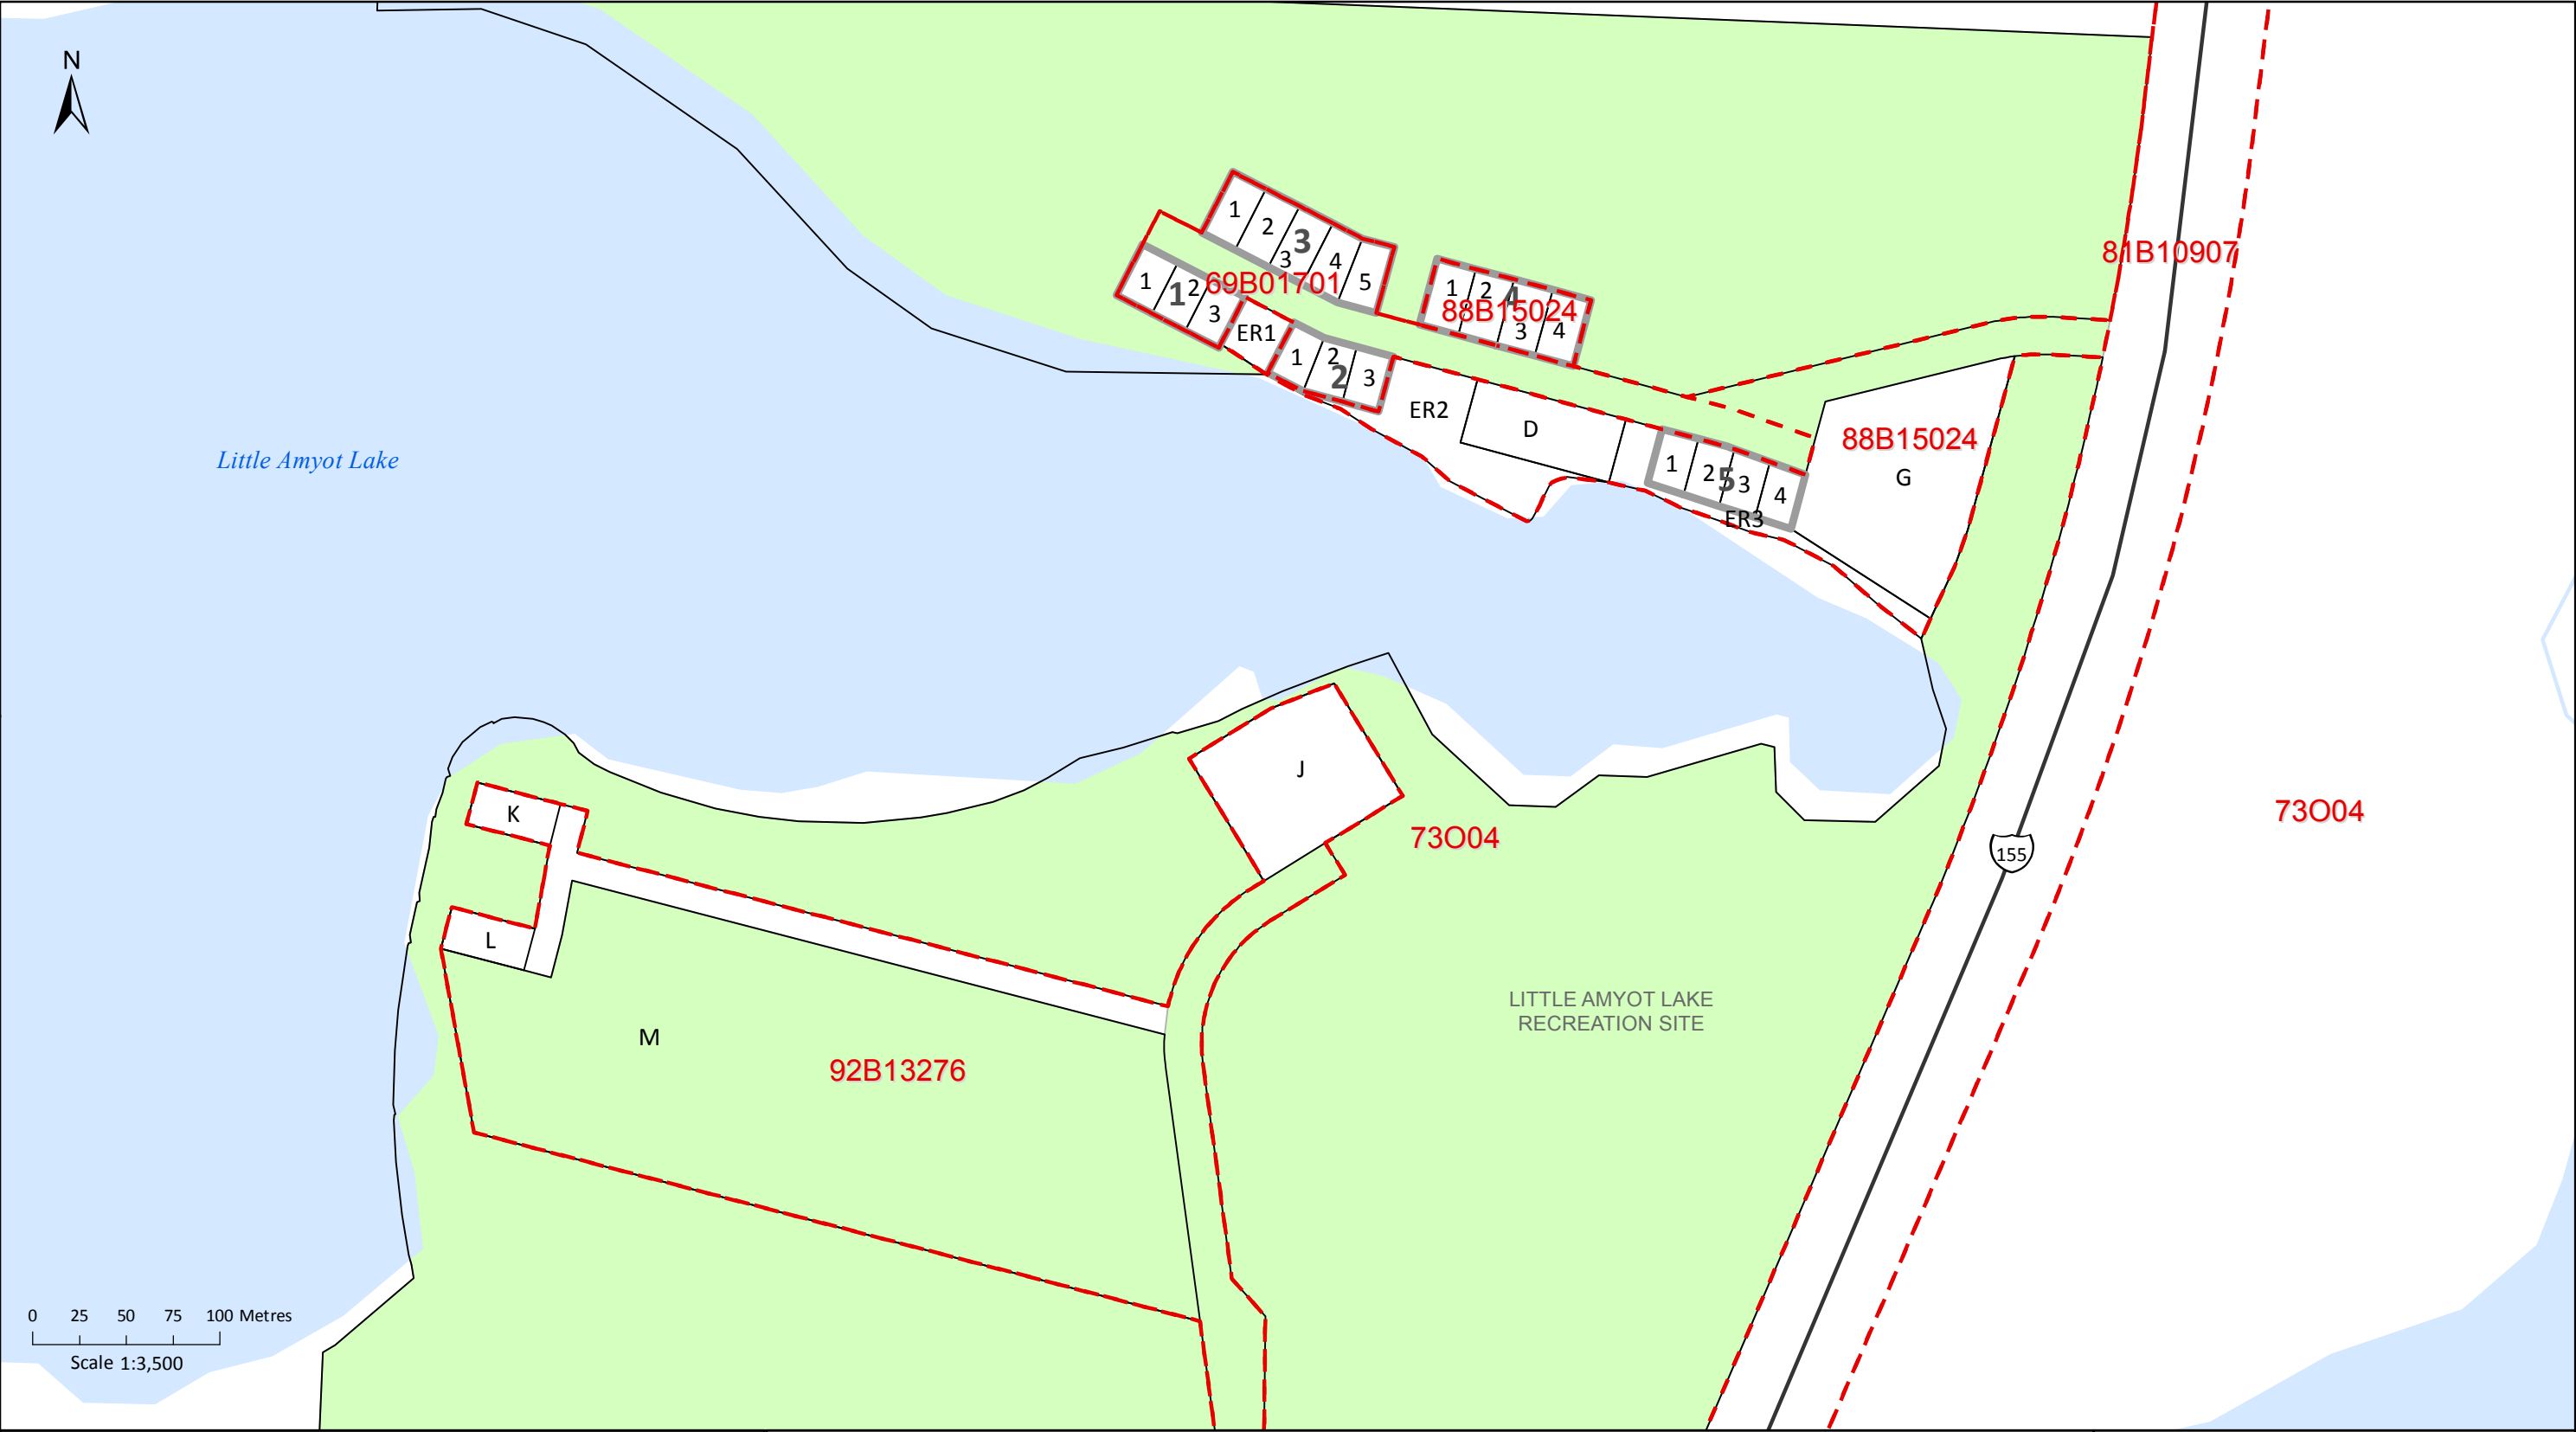 N
81B10907
1
2
3
3
4
5
1
1
2
3
69B01701
1
2
4
88B15024
3
4
ER1
1
2
2
3
ER2
D
1
2
5
3
4
ER3
88B15024
G
Little Amyot Lake
J
K
73O04
73O04
155
L
LITTLE AMYOT LAKE
RECREATION SITE
M
92B13276
0 25 50 75 100 Metres
Scale 1:3,500